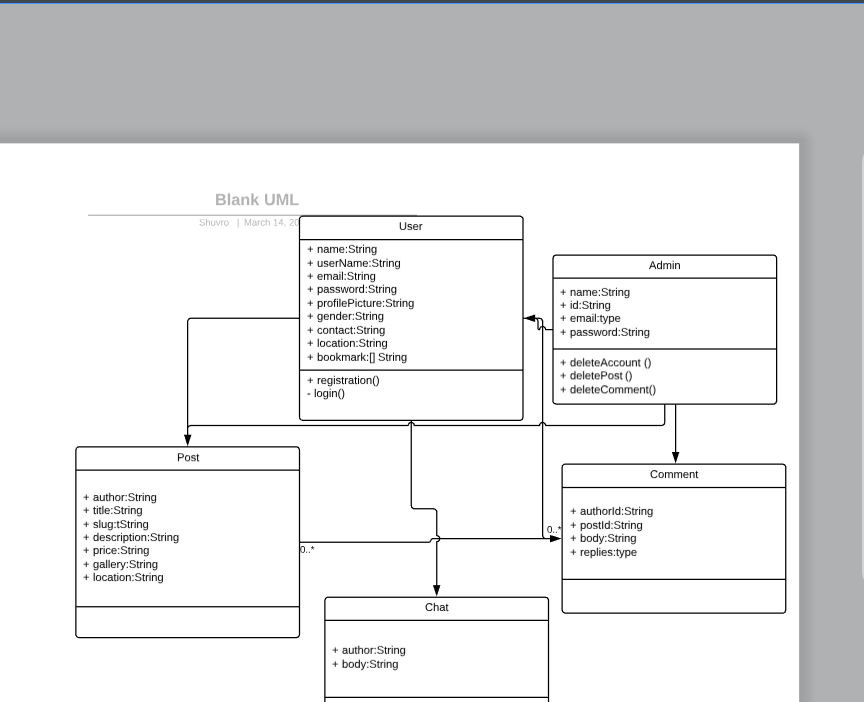 Blank UML
Shuvro | March 14, 20
User
+ name:String
+ userName:String
+ email:String
+ password:String
+ profilePicture:String
+ gender:String
+ contact:String
+ location:String
+ bookmark:[] String
+ registration()
- login()
Admin
+ name:String
+ id:String
+ email:type
+ password:String
+ deleteAccount ()
+ deletePost ()
+ deleteComment()
Post
+ author:String
+ title:String
+ slug:tString
+ description:String
+ price:String
+ gallery:String
+ location:String
0..*
0..*
Comment
+ authorId:String
+ postId:String
+ body:String
+ replies:type
Chat
+ author:String
+ body:String